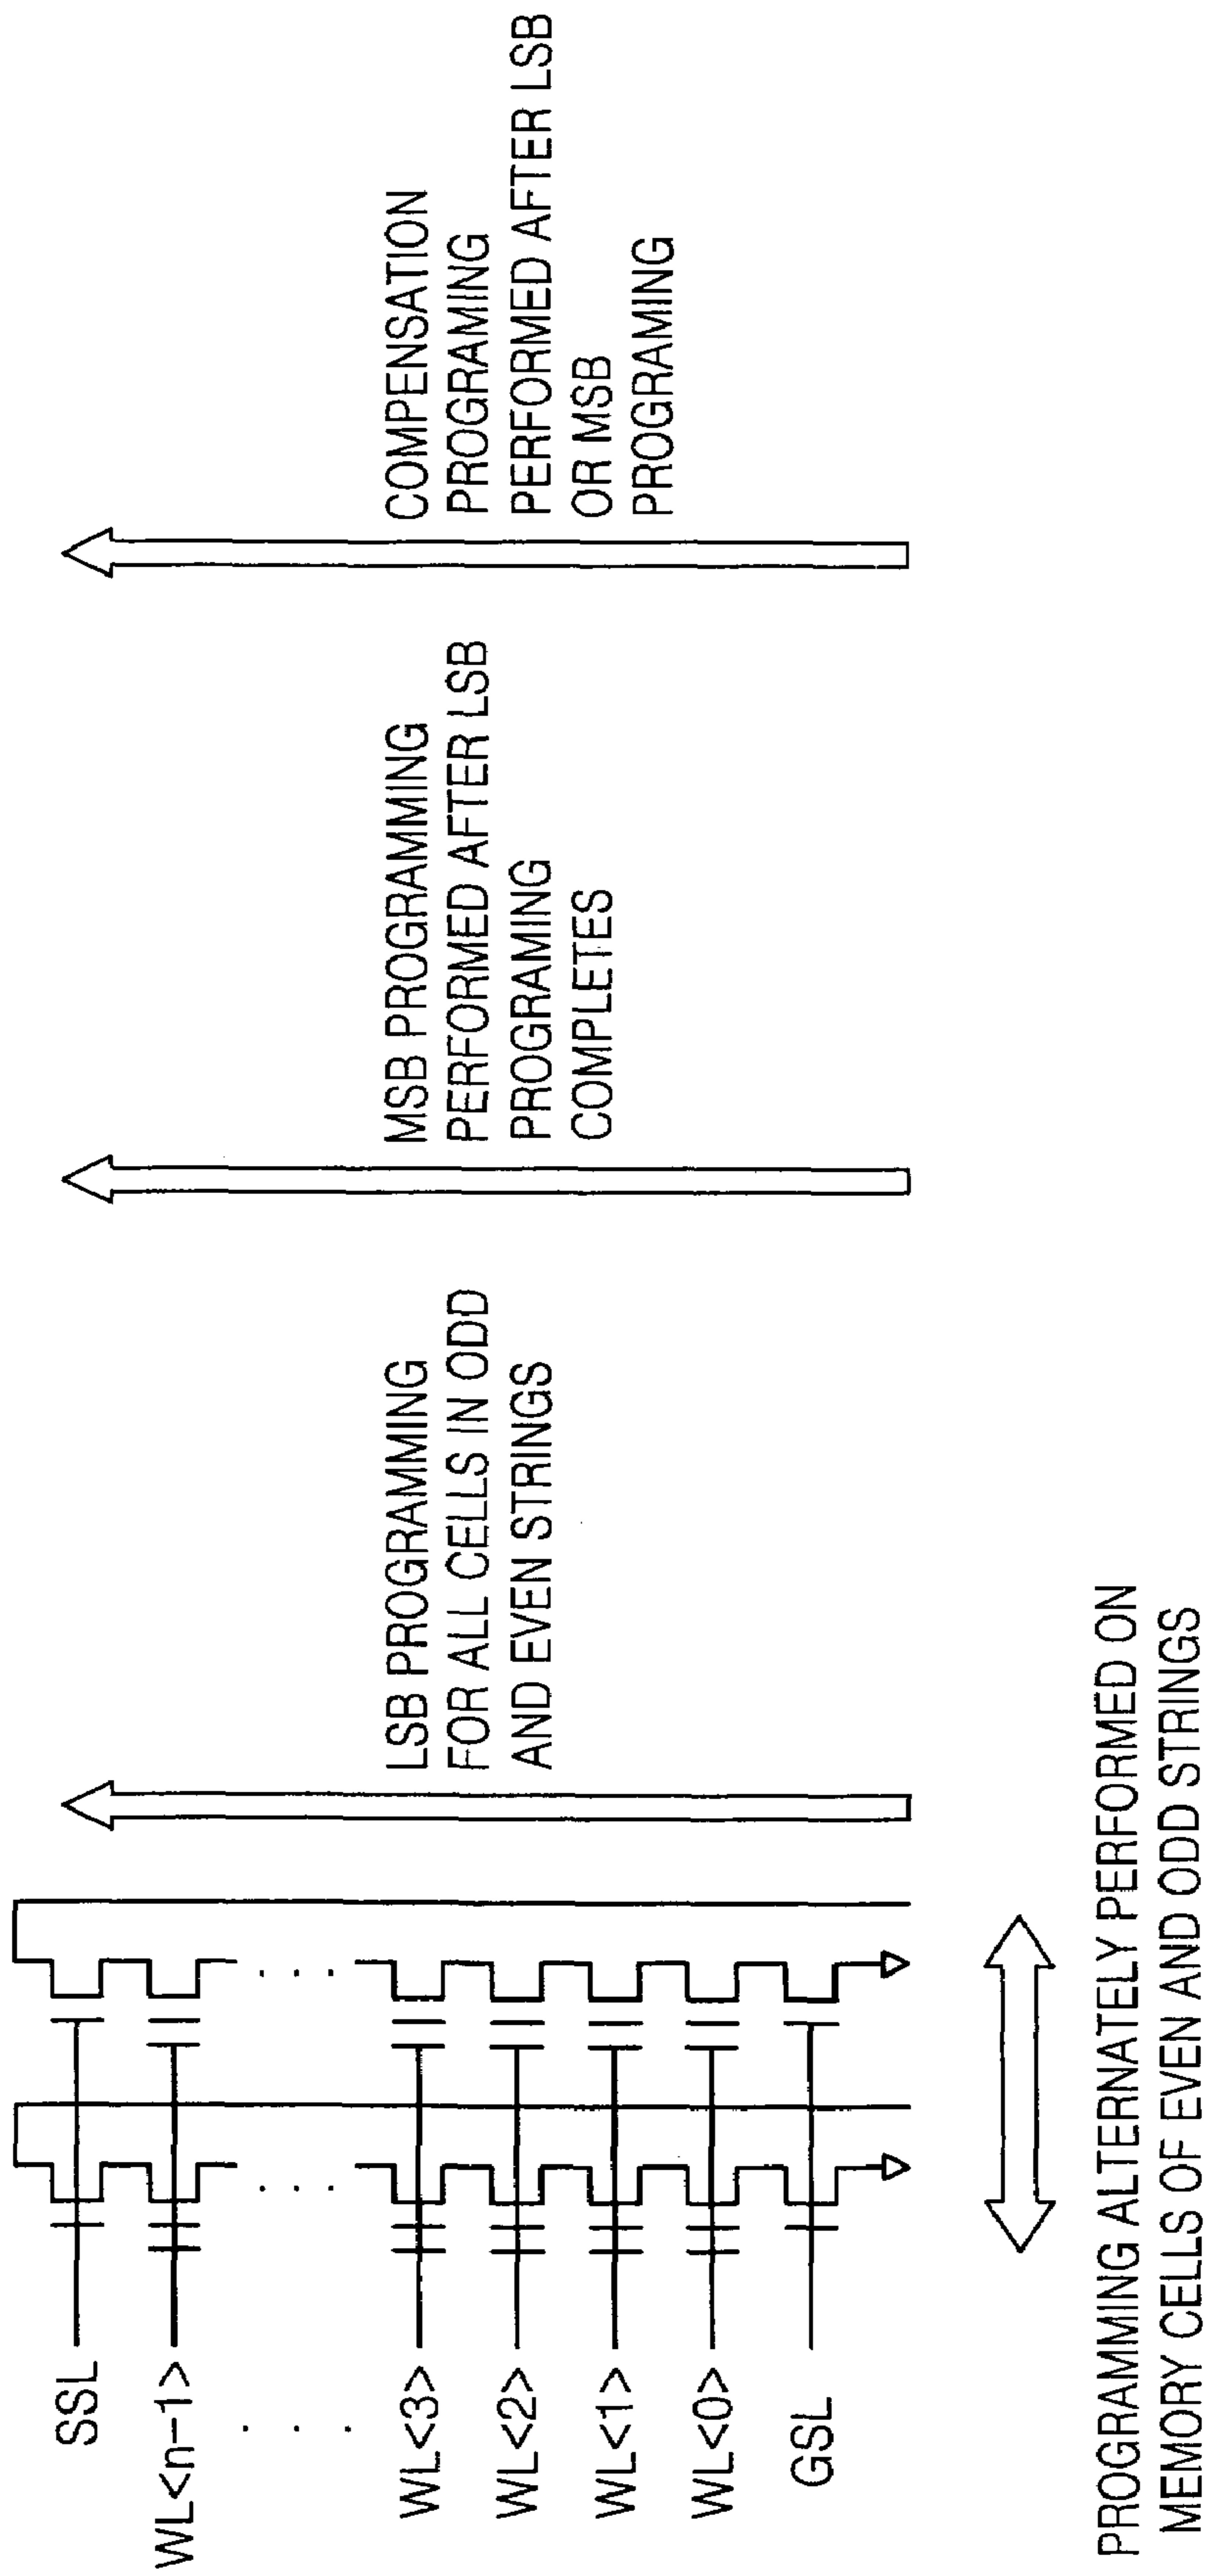 SSL
WL<n-1>
. . . .
WL<3>
WL<2>
WL<1>
WL<0>
GSL
. . .
. . .
LSB PROGRAMMING
FOR ALL CELLS IN ODD
AND EVEN STRINGS
MSB PROGRAMMING
PERFORMED AFTER LSB
PROGRAMING
COMPLETES
COMPENSATION
PROGRAMING
PERFORMED AFTER LSB
OR MSB
PROGRAMING
PROGRAMMING ALTERNATELY PERFORMED ON
MEMORY CELLS OF EVEN AND ODD STRINGS